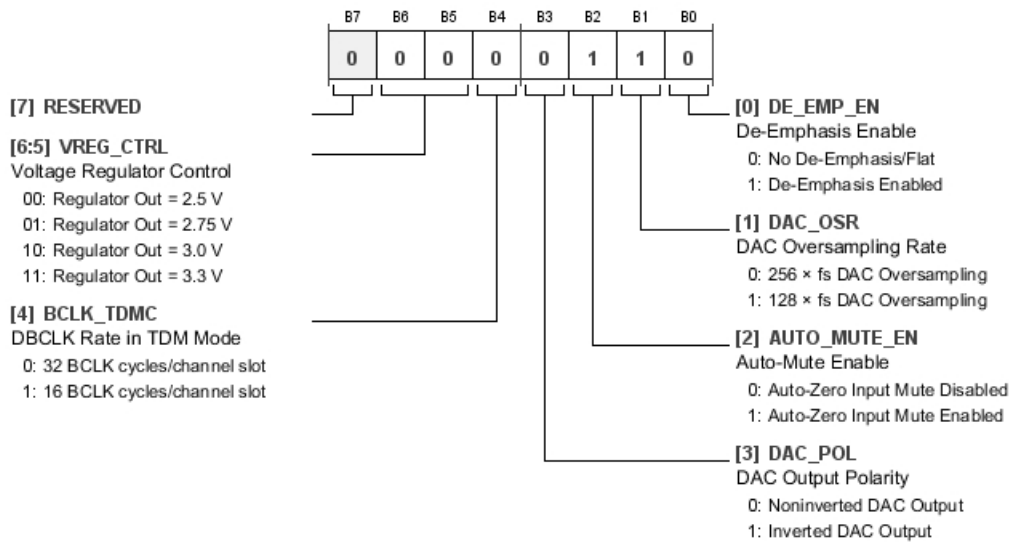 B7 B6 B5 B4 B3 B2 B1 B0
0 0 0 0 0 1 1 0
[7] RESERVED
[6:5] VREG_CTRL
Voltage Regulator Control
00: Regulator Out = 2.5 V
01: Regulator Out = 2.75 V
10: Regulator Out = 3.0 V
11: Regulator Out = 3.3 V
[4] BCLK_TDMC
DBCLK Rate in TDM Mode
0: 32 BCLK cycles/channel slot
1: 16 BCLK cycles/channel slot
[0] DE_EMP_EN
De-Emphasis Enable
0: No De-Emphasis/Flat
1: De-Emphasis Enabled
[1] DAC_OSR
DAC Oversampling Rate
0: 256 × fs DAC Oversampling
1: 128 × fs DAC Oversampling
[2] AUTO_MUTE_EN
Auto-Mute Enable
0: Auto-Zero Input Mute Disabled
1: Auto-Zero Input Mute Enabled
[3] DAC_POL
DAC Output Polarity
0: Noninverted DAC Output
1: Inverted DAC Output